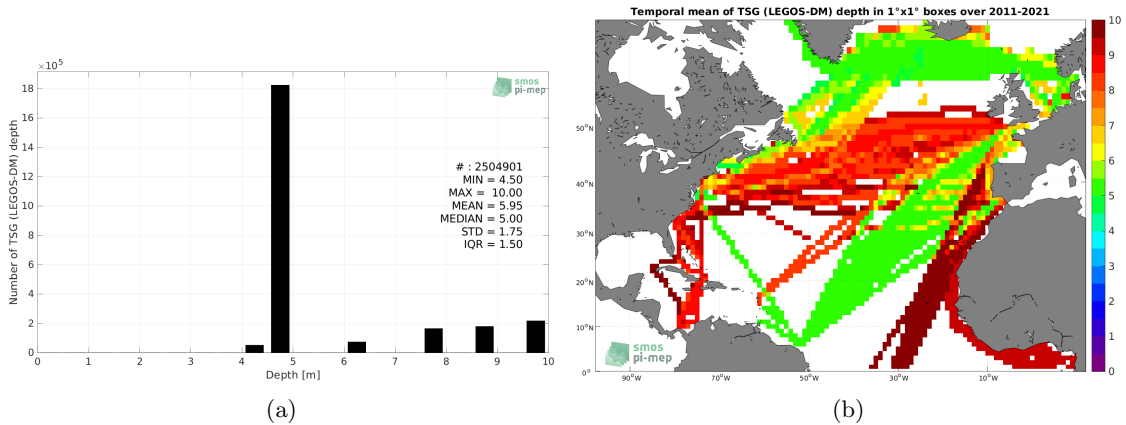 ×10⁵
18
16
14
12
10
8
6
4
2
0
Number of TSG (LEGOS-DM) depth
smos
pi-mep
# : 2504901
MIN = 4.50
MAX = 10.00
MEAN = 5.95
MEDIAN = 5.00
STD = 1.75
IQR = 1.50
0 1 2 3 4 5 6 7 8 9 10
Depth [m]
(a)
Temporal mean of TSG (LEGOS-DM) depth in 1°x1° boxes over 2011-2021
50°N
40°N
30°N
20°N
10°N
0°
90°W 70°W 50°W 30°W 10°W
smos
pi-mep
10
9
8
7
6
5
4
3
2
1
0
(b)